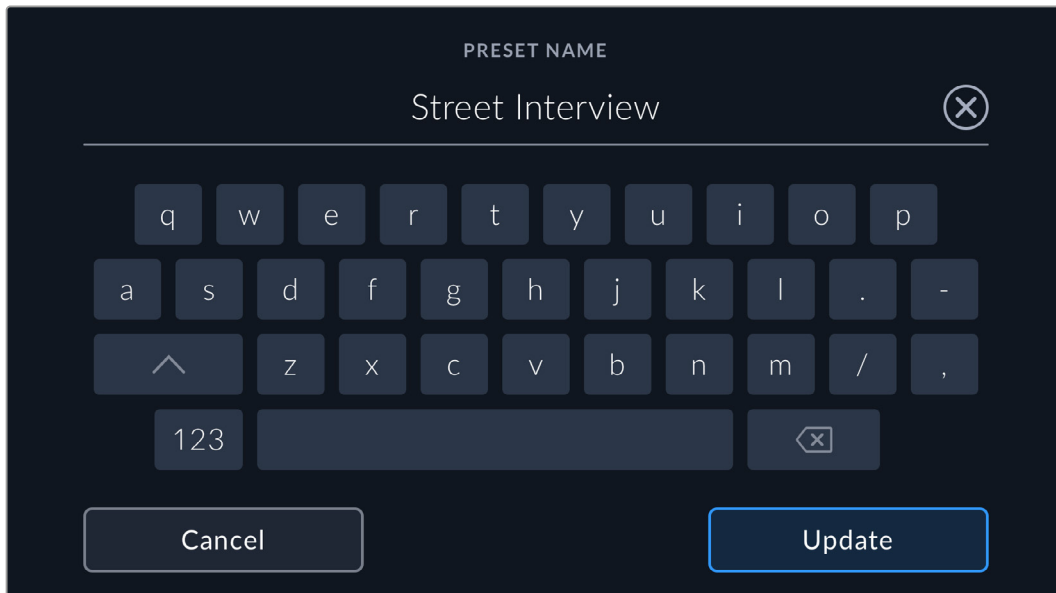 PRESET NAME
Street Interview
q w e r t y u i o p
a s d f g h j k l . -
z x c v b n m / ,
123
Cancel Update